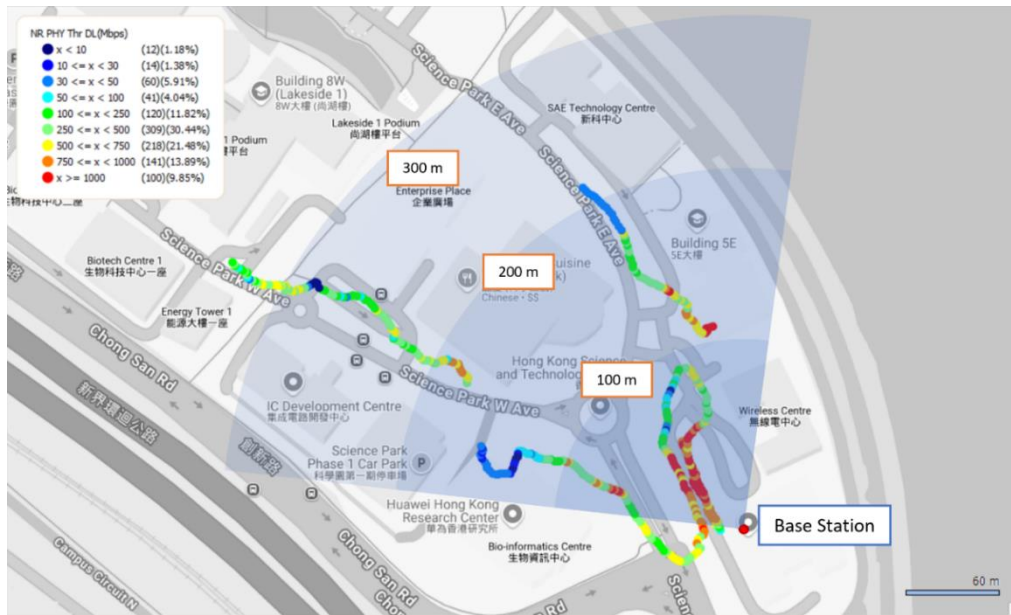 NR PHY Thr DL(Mbps)
x < 10 (12)(1.18%)
10 <= x < 30 (14)(1.38%)
30 <= x < 50 (60)(5.91%)
50 <= x < 100 (41)(4.04%)
100 <= x < 250 (120)(11.82%)
250 <= x < 500 (309)(30.44%)
500 <= x < 750 (218)(21.48%)
750 <= x < 1000 (141)(13.89%)
x >= 1000 (100)(9.85%)
Building 8W
(Lakeside 1)
8W大樓 (尚湖樓)
Lakeside 1 Podium
尚湖樓平台
1 Podium
樓平台
Science Park E Ave
SAE Technology Centre
新科中心
300 m
Enterprise Place
企業廣場
Science Park E Ave
Science Park E Ave
Building 5E
5E大樓
Biotech Centre 1
生物科技中心一座
Science Park W Ave
200 m
Chinese • $$
Energy Tower 1
能源大樓一座
Chong San Rd
新界環迴公路
創新路
Hong Kong Science
100 m
Science Park W Ave
IC Development Centre
集成電路開發中心
Wireless Centre
無線電中心
Science Park
Phase 1 Car Park
科學園第一期停車場
P
Huawei Hong Kong
Research Center
華為香港研究所
Base Station
Bio-informatics Centre
生物資訊中心
Chong San Rd
Campus Circuit N
60 m